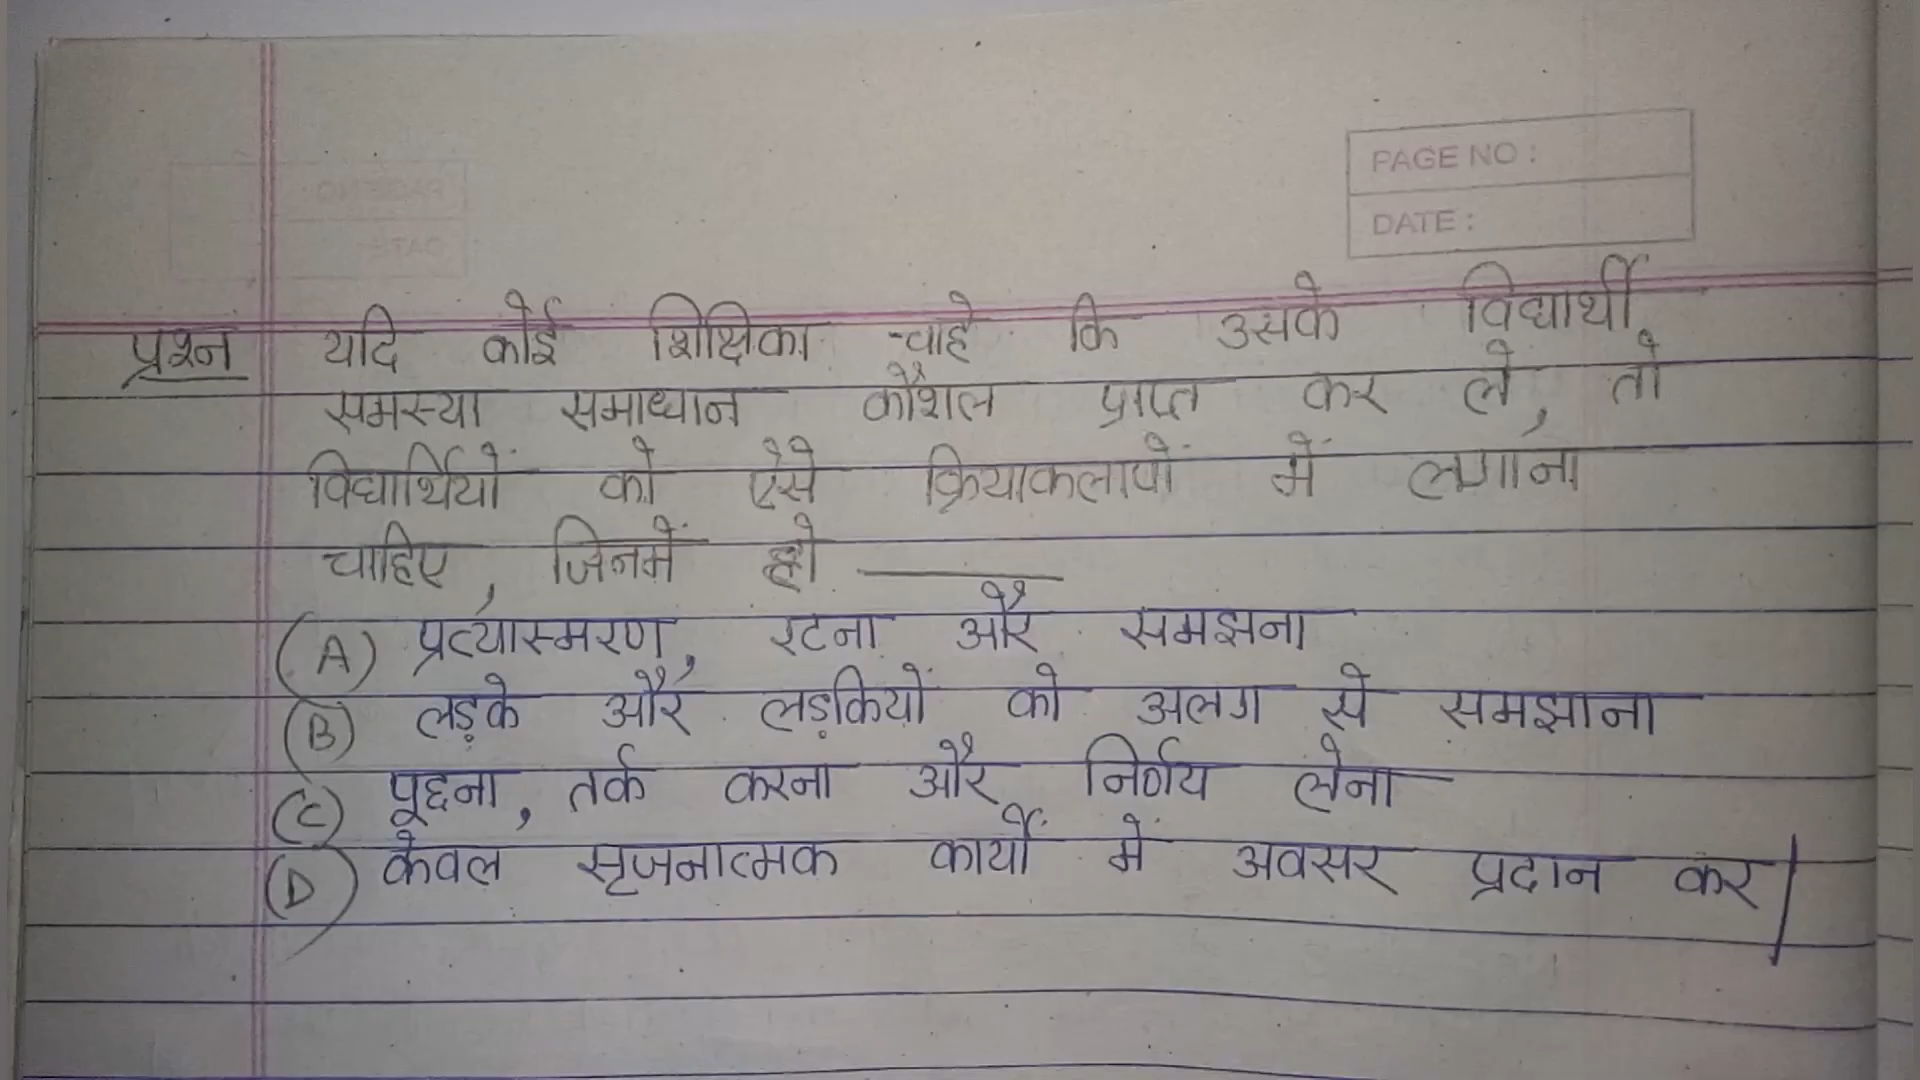 PAGE NO :
DATE :
प्रश्न यदि कोई शिक्षिका चाहे कि उसके विद्यार्थी
समस्या समाधान कौशल प्राप्त कर ले, तो
विद्यार्थियों को ऐसे क्रियाकलापों में लगाना
चाहिए, जिनमें हो ______
(A) प्रत्यास्मरण, रटना और समझना
(B) लड़के और लड़कियों को अलग से समझाना
(C) पूछना, तर्क करना और निर्णय लेना
(D) केवल सृजनात्मक कार्यों में अवसर प्रदान कर|